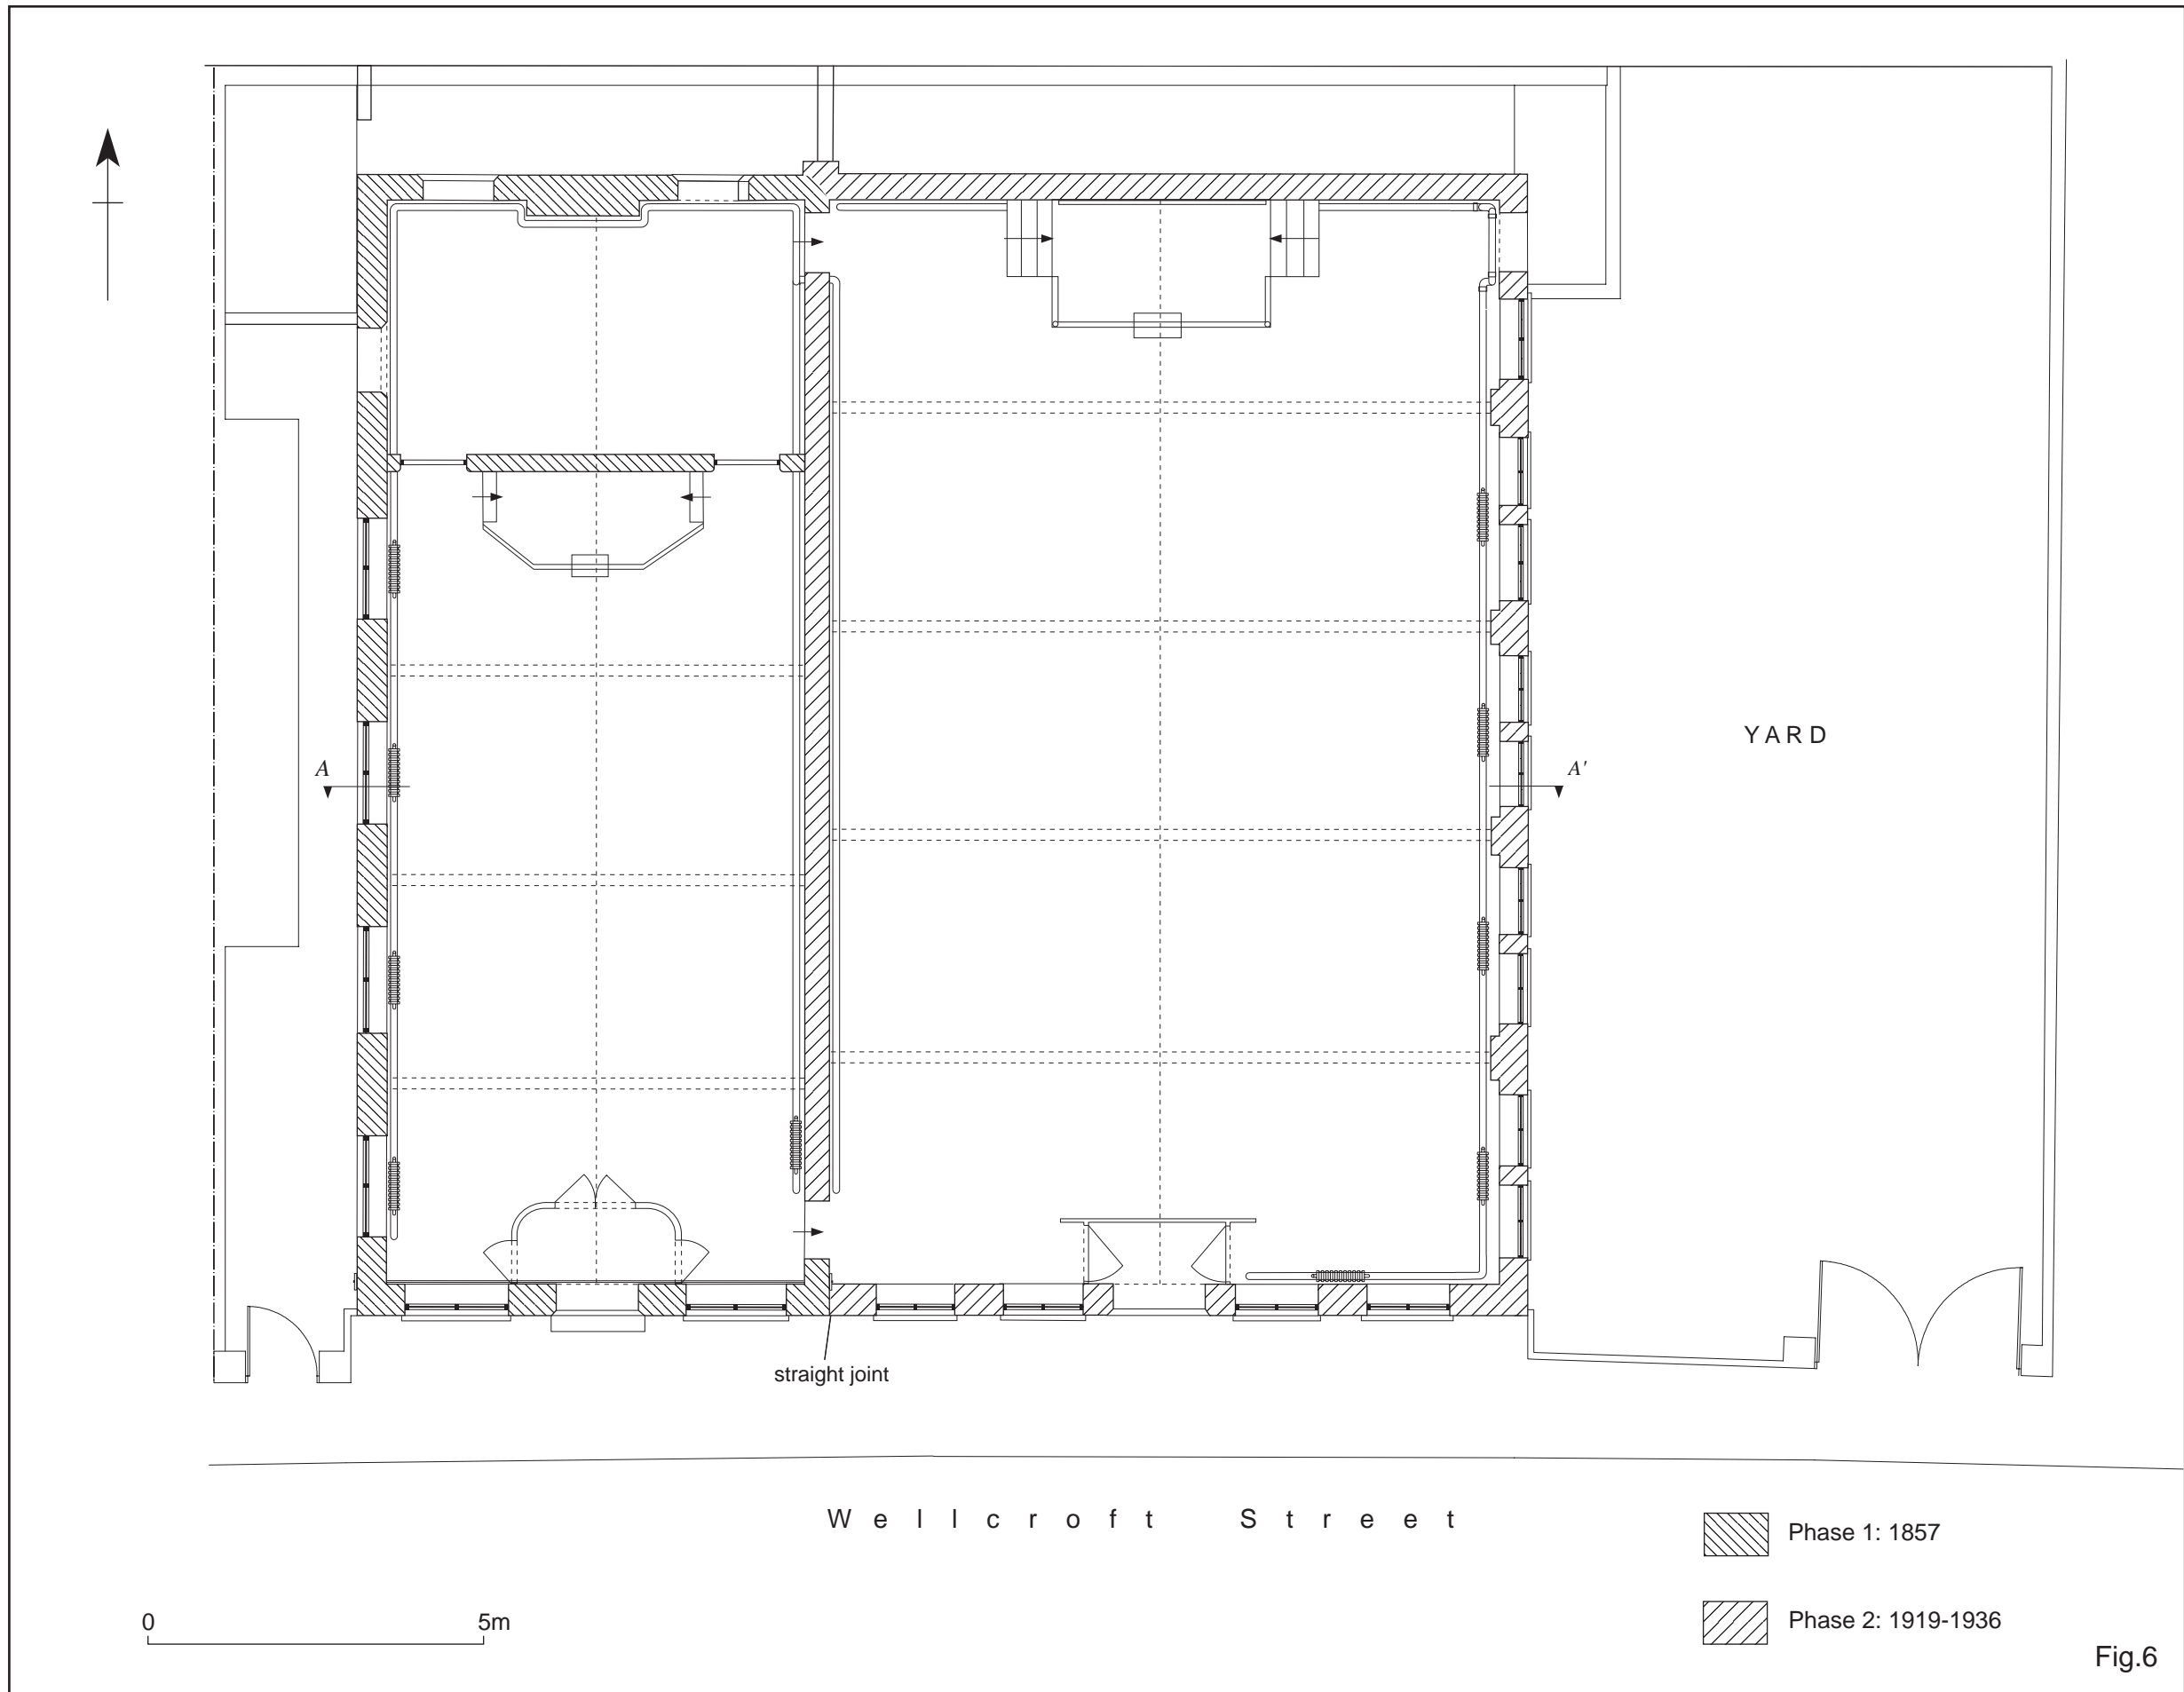 YARD
A
A'
straight joint
Wellcroft Street
Phase 1: 1857
0 5m
Phase 2: 1919-1936
Fig.6